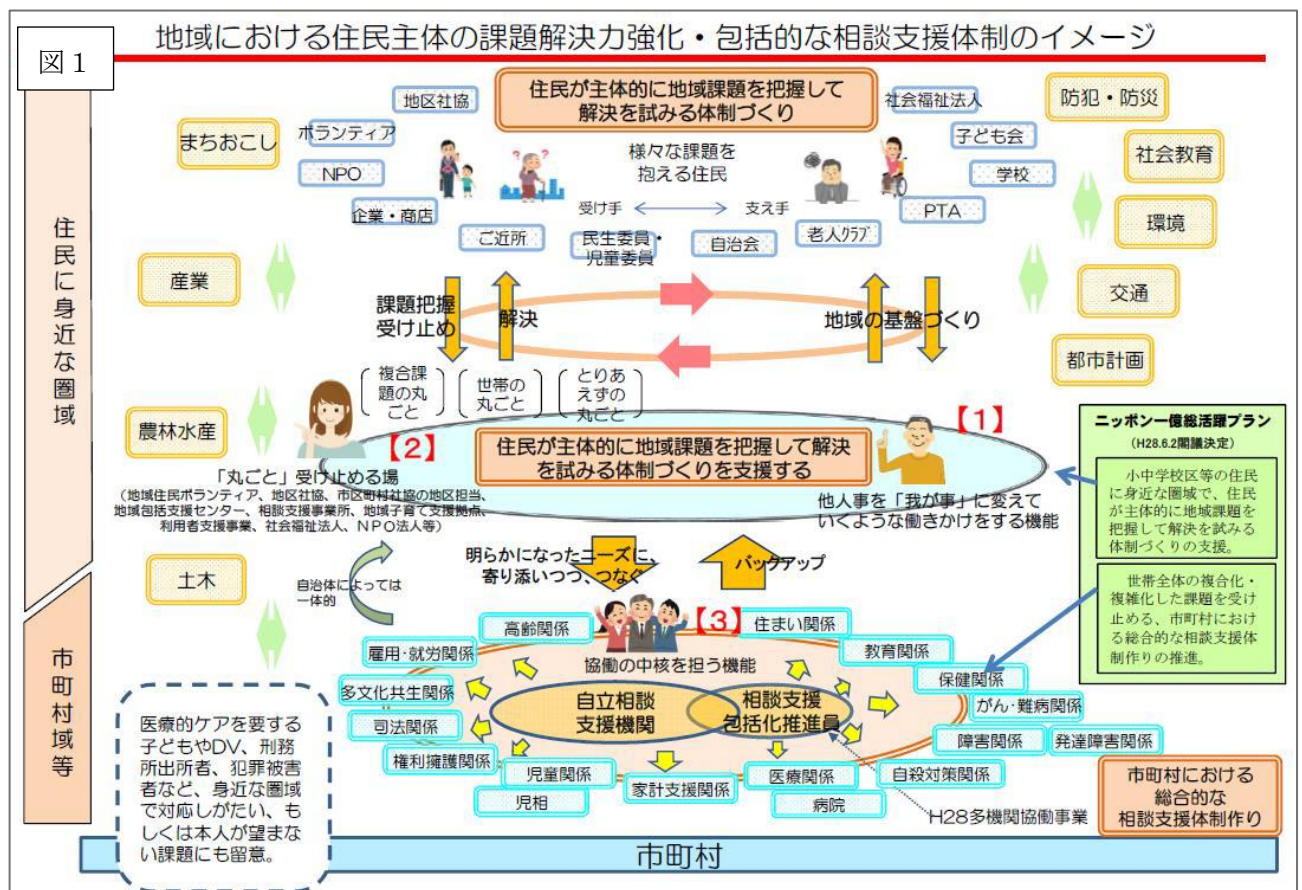 図1
地域における住民主体の課題解決力強化・包括的な相談支援体制のイメージ
住民に身近な圏域
市町村域等
住民が主体的に地域課題を把握して
解決を試みる体制づくり
まちおこし
地区社協
ボランティア
NPO
企業・商店
ご近所
様々な課題を
抱える住民
受け手
支え手
民生委員・
児童委員
自治会
老人クラブ
社会福祉法人
子ども会
学校
PTA
防犯・防災
社会教育
環境
交通
都市計画
産業
農林水産
土木
課題把握
受け止め
解決
地域の基盤づくり
複合課
題の丸
ごと
世帯の
丸ごと
とりあ
えずの
丸ごと
【1】
【2】
住民が主体的に地域課題を把握して解決
を試みる体制づくりを支援する
「丸ごと」受け止める場
(地域住民ボランティア、地区社協、市区町村社協の地区担当、
地域包括支援センター、相談支援事業所、地域子育て支援拠点、
利用者支援事業、社会福祉法人、NPO法人等)
他人事を「我が事」に変えて
いくような働きかけをする機能
ニッポン一億総活躍プラン
(H28.6.2閣議決定)
小中学校区等の住民
に身近な圏域で、住民
が主体的に地域課題を
把握して解決を試みる
体制づくりの支援。
世帯全体の複合化・
複雑化した課題を受け
止める、市町村におけ
る総合的な相談支援体
制作りの推進。
自治体によっては
一体的
明らかになったニーズに、
寄り添いつつ、つなぐ
バックアップ
【3】
高齢関係
住まい関係
雇用・就労関係
教育関係
協働の中核を担う機能
多文化共生関係
保健関係
自立相談
支援機関
相談支援
包括化推進員
司法関係
がん・難病関係
権利擁護関係
障害関係
発達障害関係
児童関係
児相
家計支援関係
医療関係
病院
自殺対策関係
H28多機関協働事業
市町村における
総合的な
相談支援体制作り
医療的ケアを要する
子どもやDV、刑務
所出所者、犯罪被害
者など、身近な圏域
で対応しがたい、も
しくは本人が望まな
い課題にも留意。
市町村